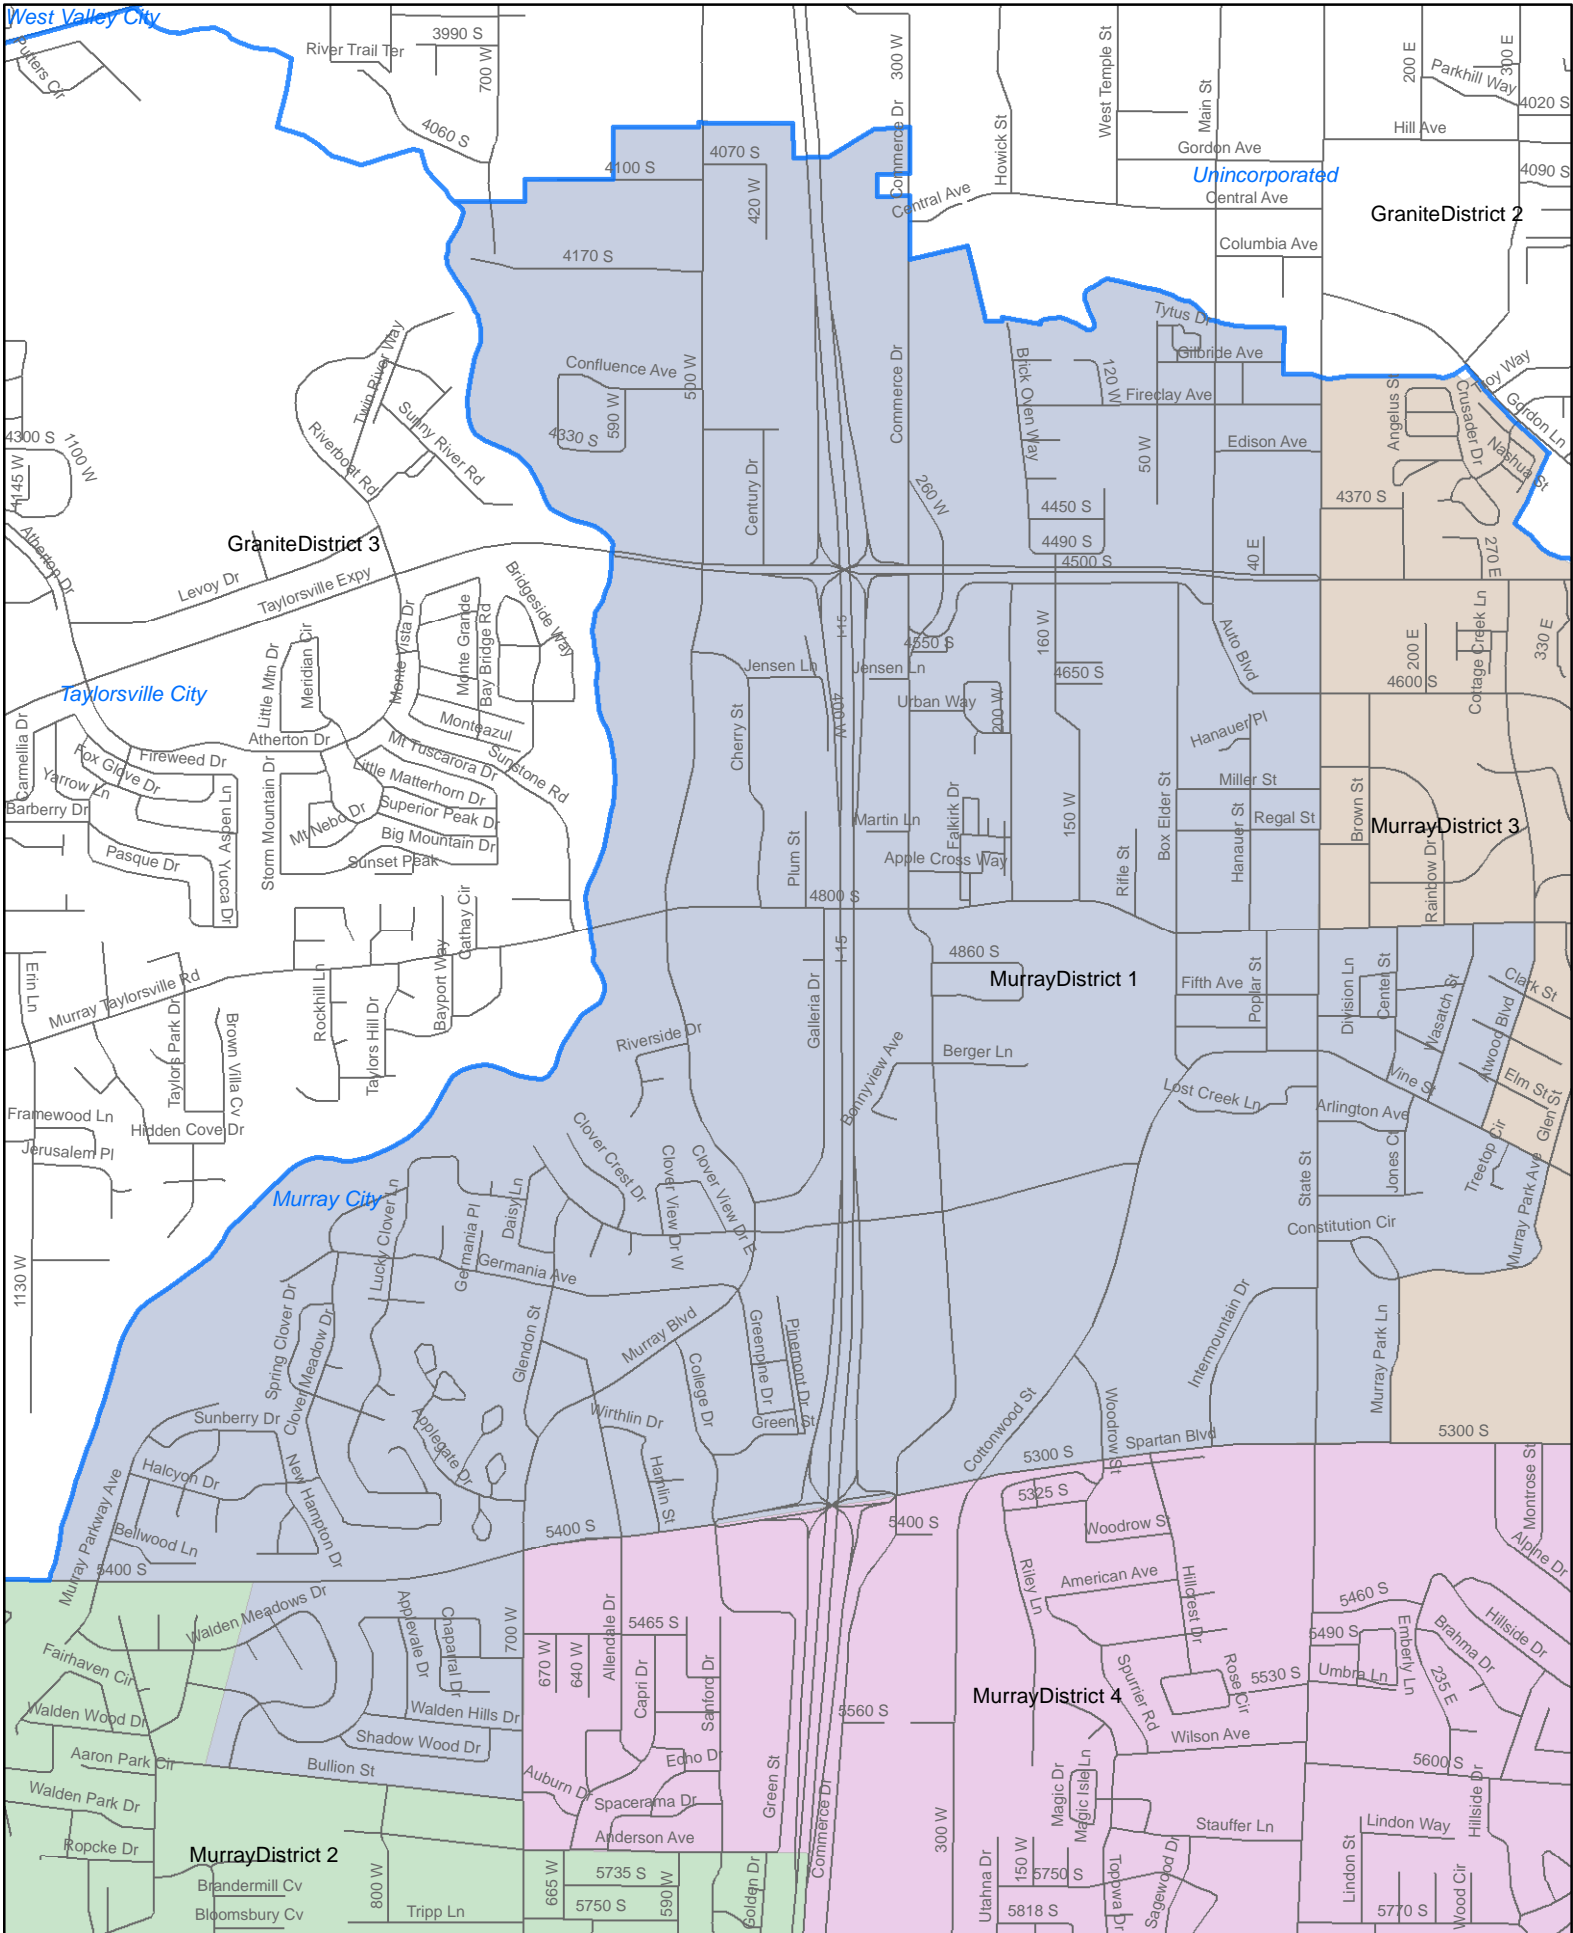 West Valley City
Putters Cir
River Trail Ter
3990 S
700 W
4060 S
300 W
Commerce Dr
Howick St
West Temple St
Main St
200 E
300 E
Parkhill Way
4020 S
Hill Ave
Gordon Ave
Unincorporated
4090 S
4100 S
4070 S
420 W
Central Ave
Central Ave
GraniteDistrict 2
Columbia Ave
4170 S
Twin River Way
Confluence Ave
500 W
590 W
4330 S
Commerce Dr
Tytus Dr
Gilbride Ave
Brick Oven Way
120 W
Fireclay Ave
50 W
Edison Ave
Angelus St
Crusader Dr
Troy Way
Gordon Ln
Nashua St
4300 S
1100 W
4145 W
Riverboat Rd
Sunny River Rd
Century Dr
260 W
4450 S
4490 S
4500 S
40 E
4370 S
270 E
GraniteDistrict 3
Atherton Dr
Levoy Dr
Taylorsville Expy
Bridgeside Way
Monte Vista Dr
Monte Grande
Bay Bridge Rd
Little Mtn Dr
Meridian Cir
Taylorsville City
I-15
4550 S
Jensen Ln
Jensen Ln
400 W
Urban Way
200 W
160 W
4650 S
Auto Blvd
200 E
4600 S
Cottage Creek Ln
330 E
Monteazul
Atherton Dr
Mt Tuscarora Dr
Sunstone Rd
Cherry St
Hanauer Pl
Carmellia Dr
Fox Glove Dr
Fireweed Dr
Yarrow Ln
Barberry Dr
Aspen Ln
Yucca Dr
Pasque Dr
Storm Mountain Dr
Little Matterhorn Dr
Superior Peak Dr
Mt Nebo Dr
Big Mountain Dr
Sunset Peak
Miller St
Regal St
Brown St
MurrayDistrict 3
Rainbow Dr
Martin Ln
Falkirk Dr
Apple Cross Way
150 W
Box Elder St
Rifle St
Hanauer St
Plum St
4800 S
Cathay Cir
Bayport Way
Erin Ln
Murray Taylorsville Rd
Taylors Park Dr
Brown Villa Cv
Rockhill Ln
Taylors Hill Dr
Galleria Dr
I-15
4860 S
MurrayDistrict 1
Fifth Ave
Poplar St
Division Ln
Center St
Wasatch St
Atwood Blvd
Clark St
Riverside Dr
Bonnyview Ave
Berger Ln
Lost Creek Ln
Vine St
Arlington Ave
Elm St
Glen St
Framewood Ln
Jerusalem Pl
Hidden Cove Dr
Clover Crest Dr
Clover View Dr W
Clover View Dr E
State St
Jones Ct
Treetop Cir
Murray Park Ave
Constitution Cir
Murray City
Lucky Clover Ln
Germania Pl
Daisy Ln
Germania Ave
1130 W
Spring Clover Dr
Clover Meadow Dr
Glendon St
Murray Blvd
Greenpine Dr
Pinemont Dr
College Dr
Green St
Wirthlin Dr
Hamlin St
Intermountain Dr
Murray Park Ln
Cottonwood St
Woodrow St
Spartan Blvd
5300 S
5300 S
Sunberry Dr
Halcyon Dr
New Hampton Dr
Applegate Dr
Murray Parkway Ave
Bellwood Ln
5400 S
5400 S
5400 S
5325 S
Woodrow St
Montrose St
Alpine Dr
Riley Ln
American Ave
Hillcrest Dr
5460 S
Walden Meadows Dr
Applevale Dr
Chaparral Dr
700 W
670 W
640 W
Allendale Dr
5465 S
Capri Dr
Sanford Dr
5490 S
Umbra Ln
Emberly Ln
Brahma Dr
Hillside Dr
235 E
5530 S
Rose Cir
Spurrier Rd
Fairhaven Cir
Walden Wood Dr
Walden Hills Dr
Shadow Wood Dr
MurrayDistrict 4
5560 S
Wilson Ave
5600 S
Aaron Park Cir
Bullion St
Auburn Dr
Echo Dr
Spacerama Dr
Anderson Ave
Green St
Commerce Dr
300 W
Magic Dr
Magic Isle Ln
Stauffer Ln
Lindon Way
Hillside Dr
Walden Park Dr
Ropcke Dr
MurrayDistrict 2
Brandermill Cv
Bloomsbury Cv
800 W
Tripp Ln
665 W
5735 S
5750 S
590 W
Golden Dr
Utahna Dr
150 W
5750 S
5818 S
Topowa Dr
Sagewood Dr
Lindon St
5770 S
Wood Cir